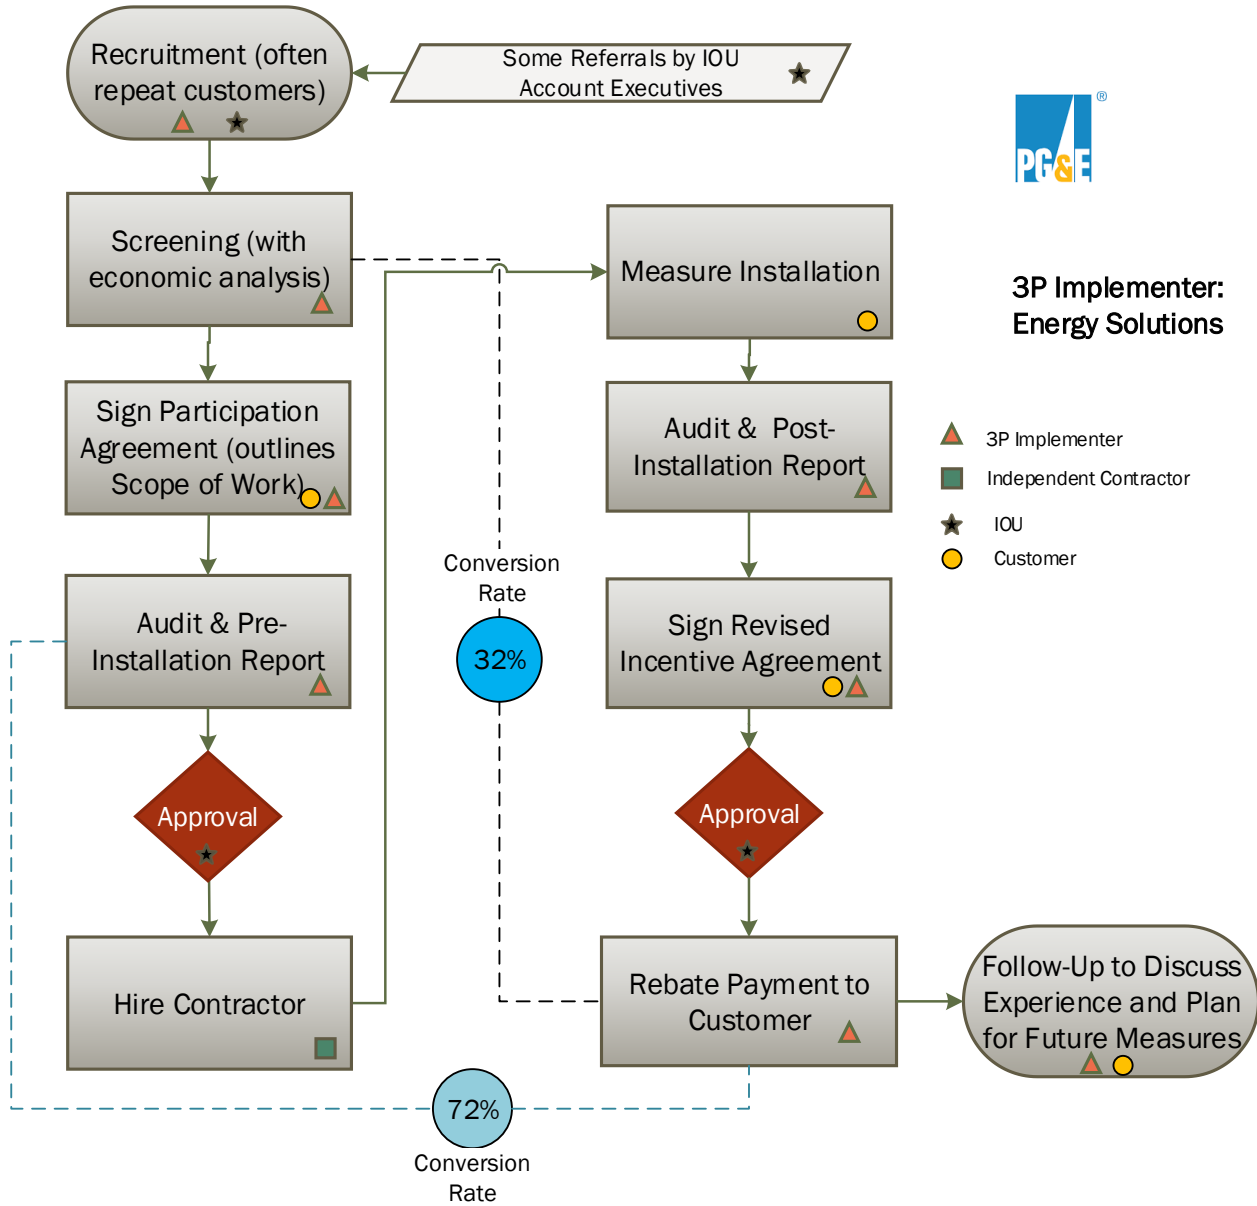 Recruitment (often
repeat customers)
Some Referrals by IOU
Account Executives
PG&E
®
Screening (with
economic analysis)
Measure Installation
3P Implementer:
Energy Solutions
Sign Participation
Agreement (outlines
Scope of Work)
Audit & Post-
Installation Report
3P Implementer
Independent Contractor
IOU
Customer
Conversion
Rate
32%
Audit & Pre-
Installation Report
Sign Revised
Incentive Agreement
Approval
Approval
Hire Contractor
Rebate Payment to
Customer
Follow-Up to Discuss
Experience and Plan
for Future Measures
72%
Conversion
Rate